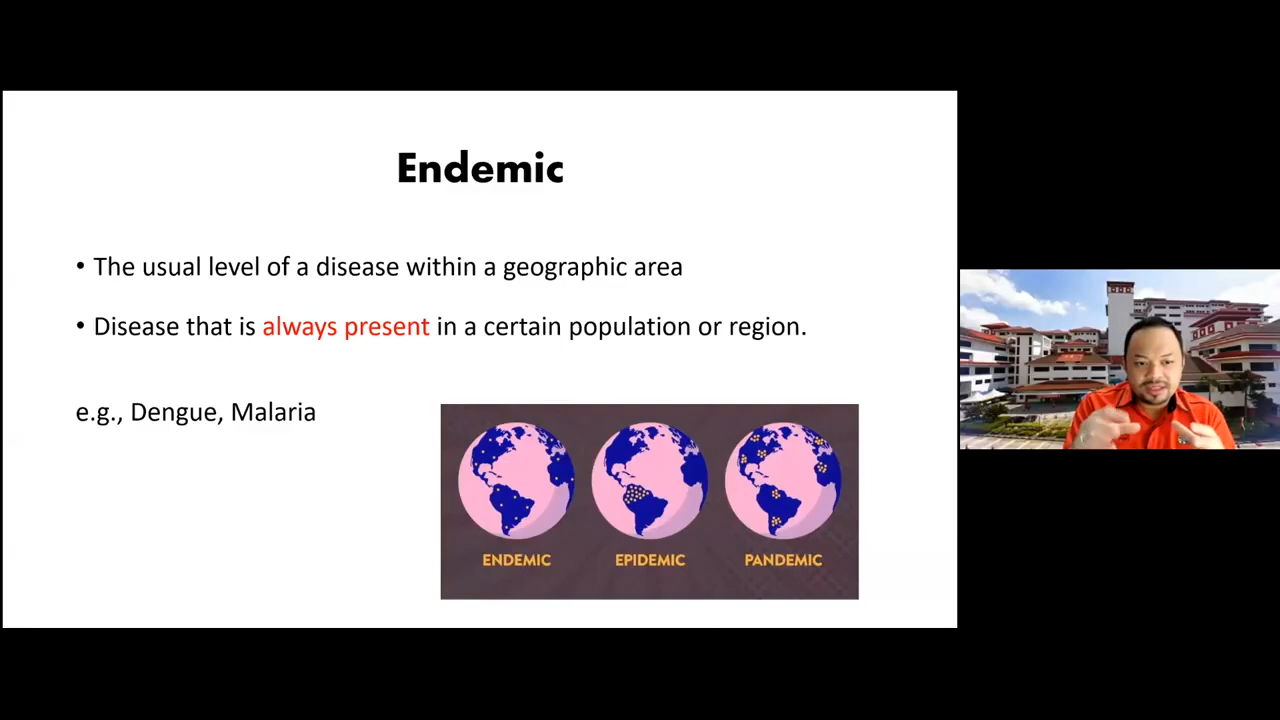 Endemic
• The usual level of a disease within a geographic area
• Disease that is always present in a certain population or region.
e.g., Dengue, Malaria
ENDEMIC EPIDEMIC PANDEMIC